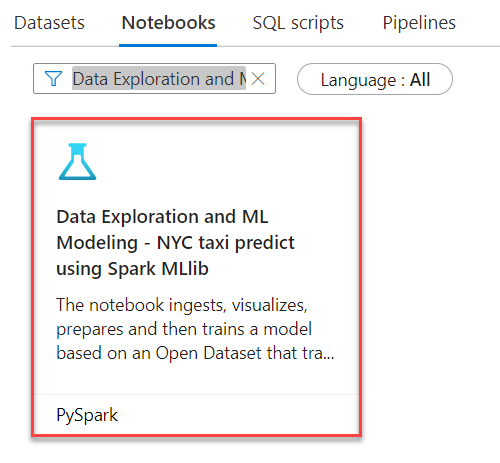 Datasets Notebooks SQL scripts Pipelines
Data Exploration and M Language : All
Data Exploration and ML
Modeling - NYC taxi predict
using Spark MLlib
The notebook ingests, visualizes,
prepares and then trains a model
based on an Open Dataset that tra...
PySpark